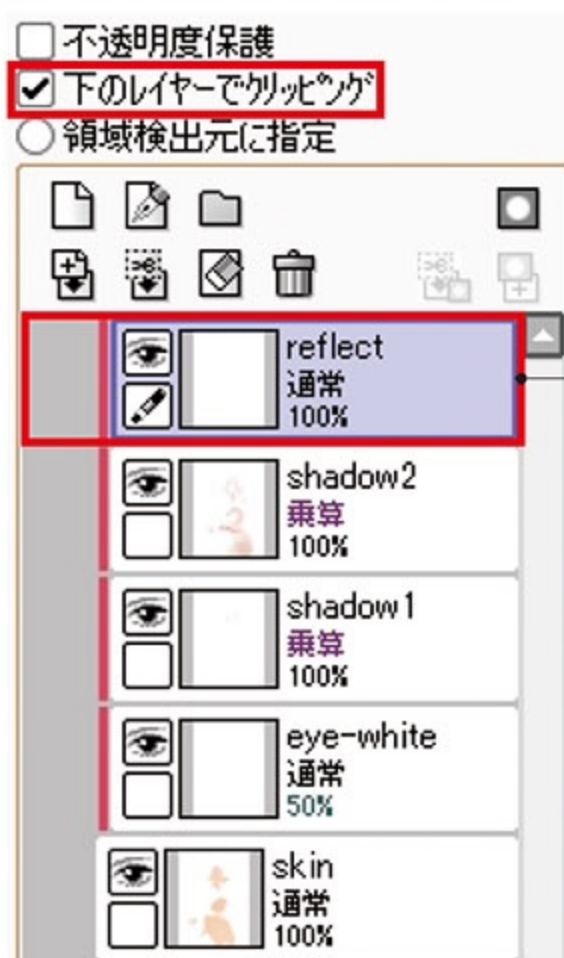 不透明度保護
下のレイヤーでクリッピング
領域検出元に指定
reflect
通常
100%
shadow2
乗算
100%
shadow1
乗算
100%
eye-white
通常
50%
skin
通常
100%